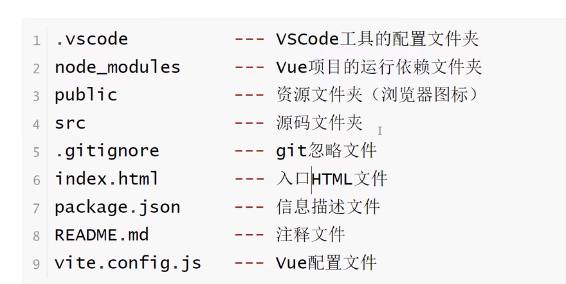 1 .vscode --- VSCode工具的配置文件夹
2 node_modules --- Vue项目的运行依赖文件夹
3 public --- 资源文件夹（浏览器图标）
4 src --- 源码文件夹
5 .gitignore --- git忽略文件
6 index.html --- 入口HTML文件
7 package.json --- 信息描述文件
8 README.md --- 注释文件
9 vite.config.js --- Vue配置文件